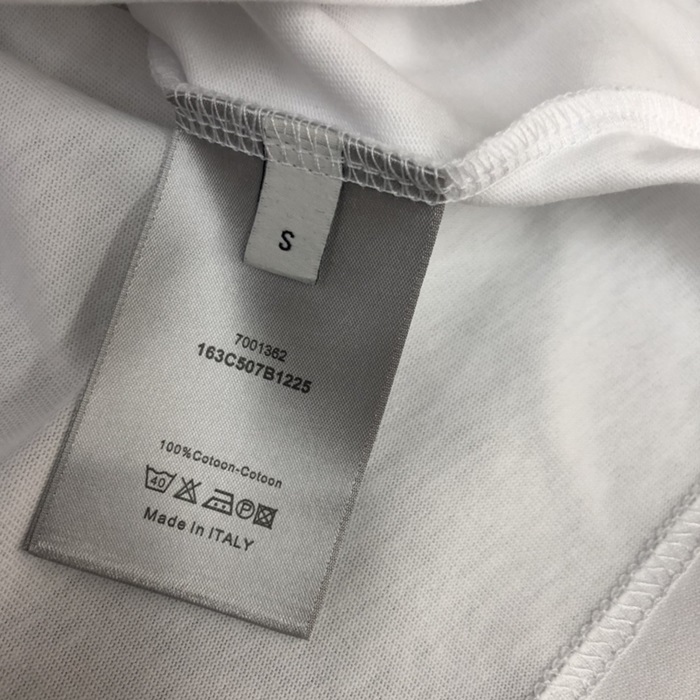 S
7001362
163C507B1225
100%Cotoon-Cotoon
40
P
Made in ITALY